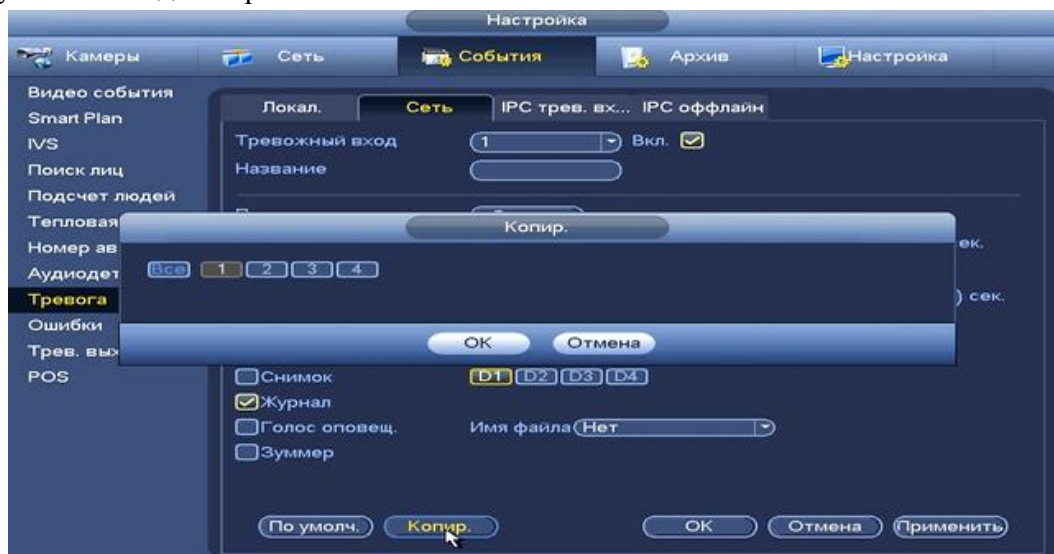 Настройка
Камеры Сеть События Архив Настройка
Видео события
Smart Plan
IVS
Поиск лиц
Подсчет людей
Тепловая
Номер ав
Аудиодет
Тревога
Ошибки
Трев. вых
POS
Локал. Сеть IPC трев. вх... IPC оффлайн
Тревожный вход 1 Вкл.
Название
ек.
Копир.
Все 1 2 3 4
) сек.
OK Отмена
Снимок D1 D2 D3 D4
Журнал
Голос оповещ. Имя файла Нет
Зуммер
По умолч. Копир. OK Отмена Применить